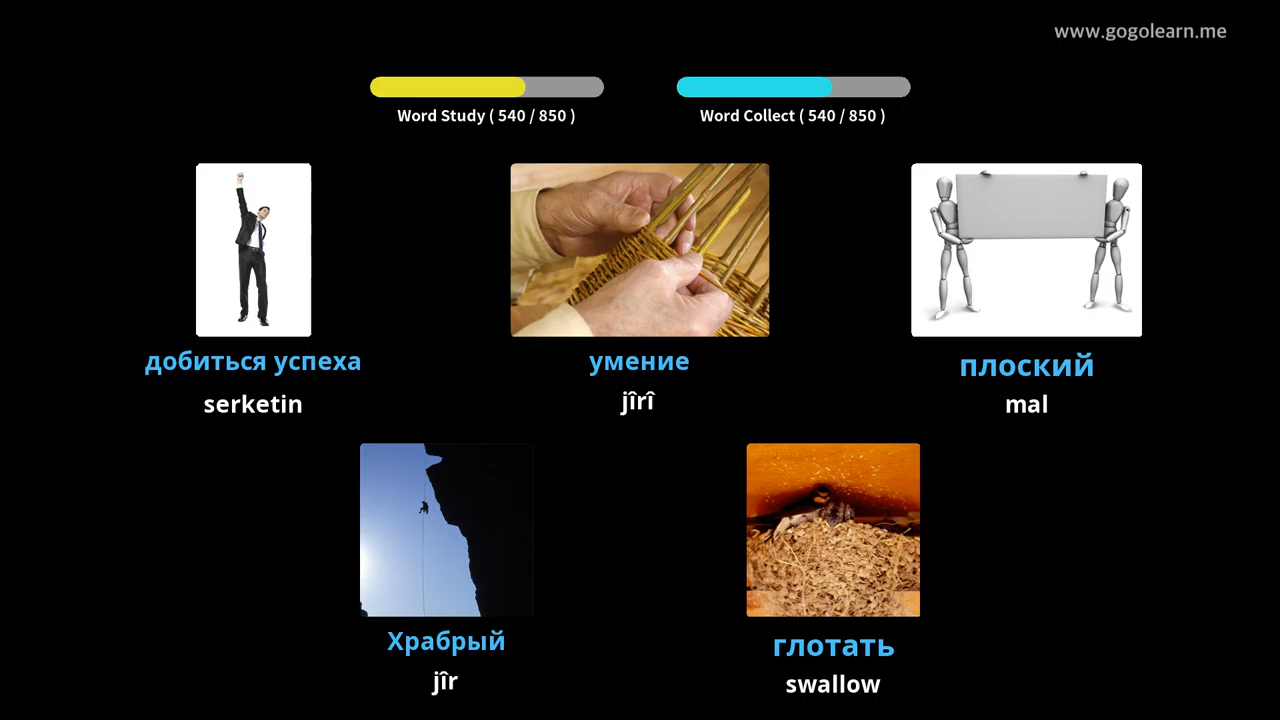 www.gogolearn.me
Word Study ( 540 / 850 )
Word Collect ( 540 / 850 )
добиться успеха
serketin
умение
jîrî
плоский
mal
Храбрый
jîr
глотать
swallow